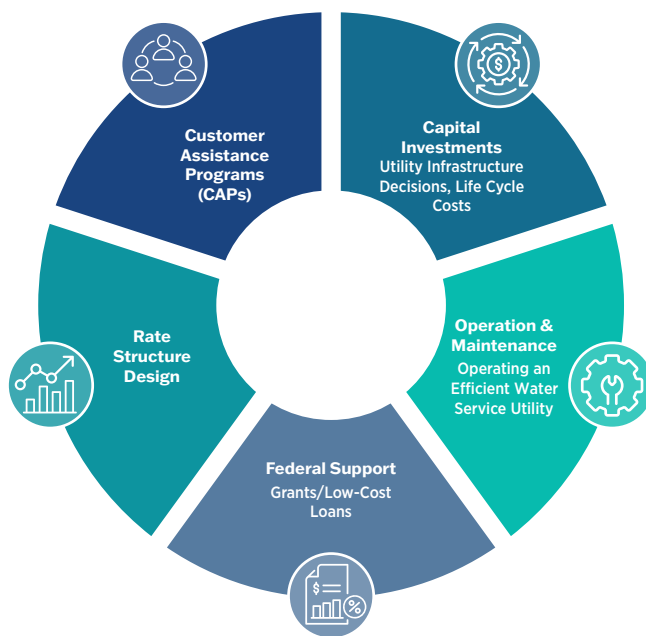 Customer
Assistance
Programs
(CAPs)
Capital
Investments
Utility Infrastructure
Decisions, Life Cycle
Costs
Operation &
Maintenance
Operating an
Efficient Water
Service Utility
Federal Support
Grants/Low-Cost
Loans
Rate
Structure
Design
$
$
%